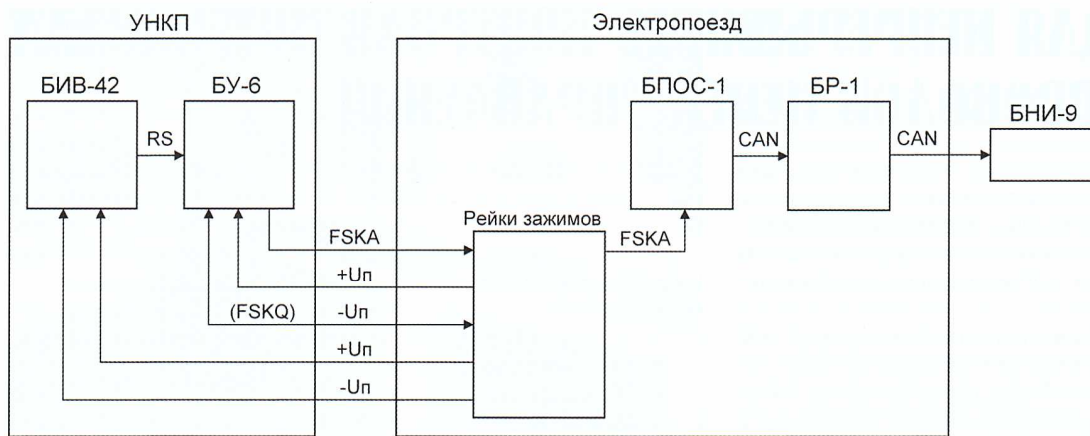 УНКП
Электропоезд
БИВ-42
БУ-6
БПОС-1
БР-1
БНИ-9
RS
CAN
CAN
Рейки зажимов
FSKA
FSKA
+Uп
(FSKQ)
-Uп
+Uп
-Uп